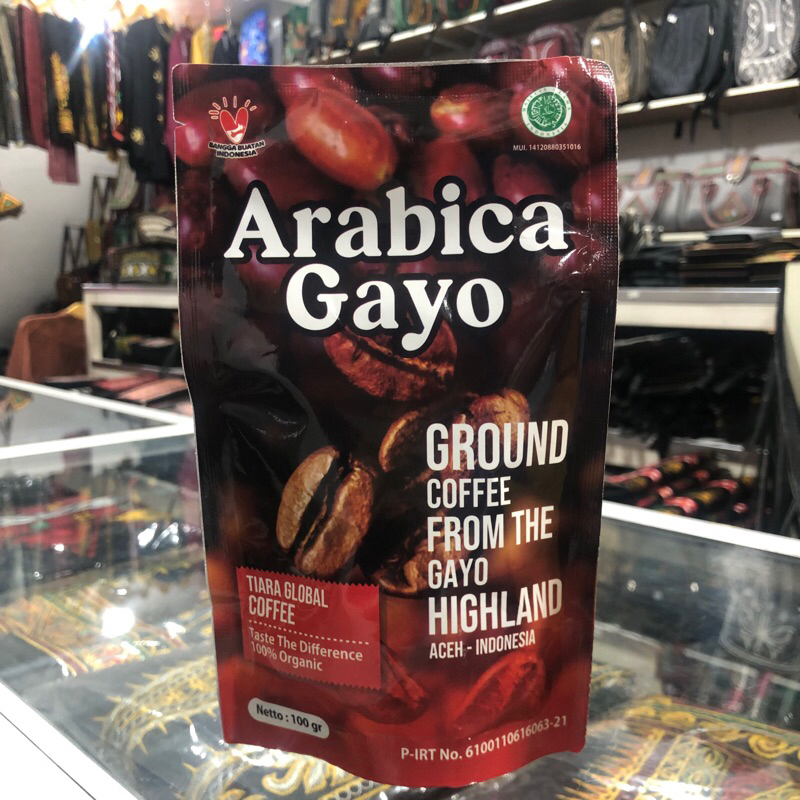 BANGGA BUATAN
INDONESIA
MUI. 14120880351016
Arabica
Gayo
GROUND
COFFEE
FROM THE
GAYO
HIGHLAND
ACEH - INDONESIA
TIARA GLOBAL
COFFEE
Taste The Difference
100% Organic
Netto : 100 gr
P-IRT No. 6100110616063-21